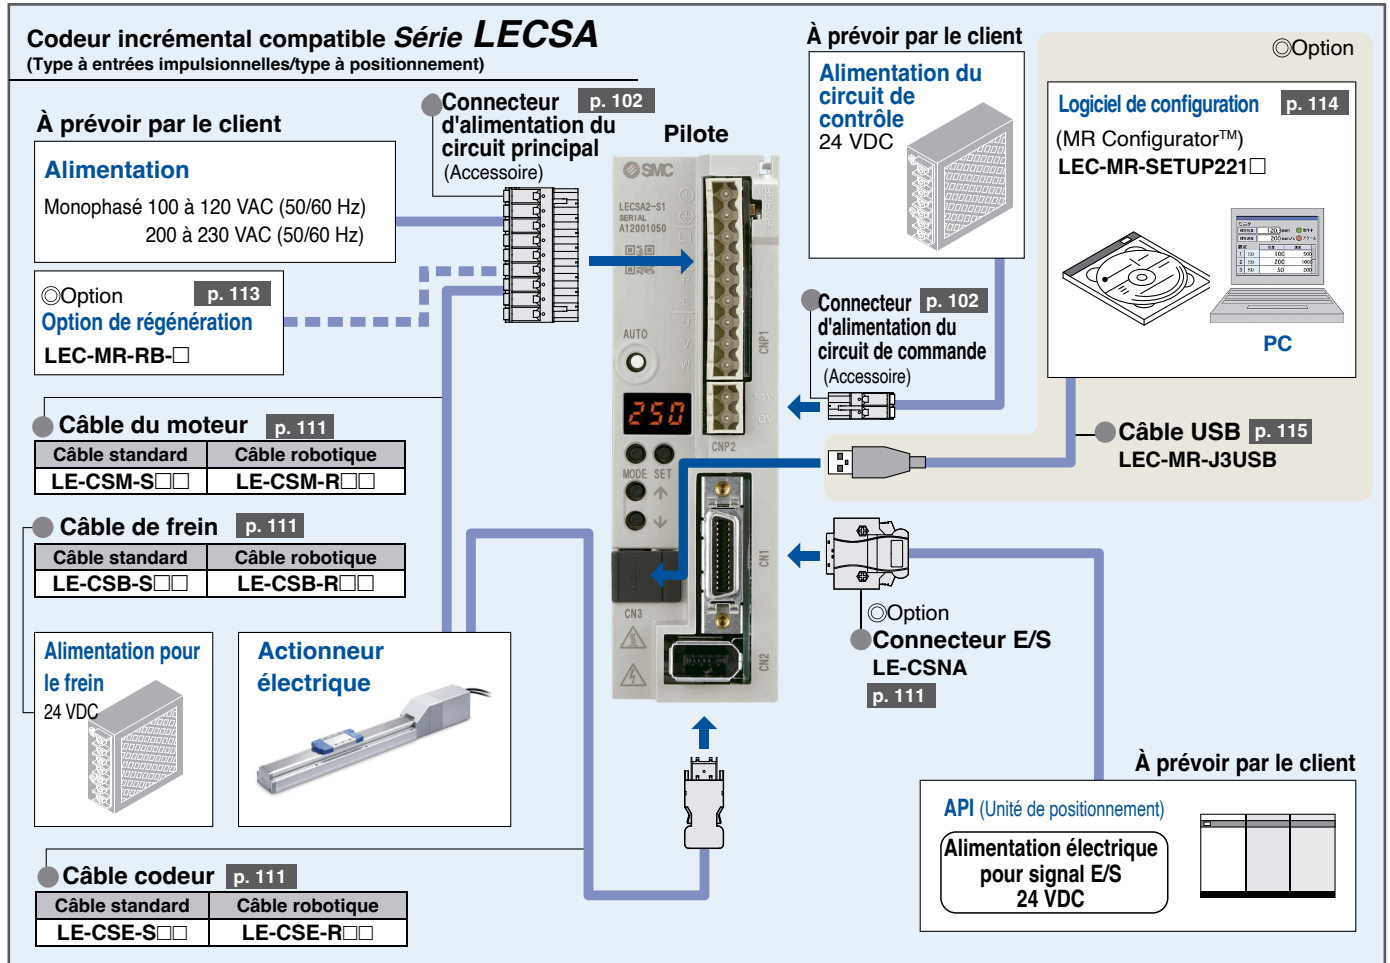 Codeur incrémental compatible Série LECSA
(Type à entrées impulsionnelles/type à positionnement)
À prévoir par le client
Alimentation
Monophasé 100 à 120 VAC (50/60 Hz)
200 à 230 VAC (50/60 Hz)
◎Option p. 113
Option de régénération
LEC-MR-RB-□
Câble du moteur p. 111
Câble standard Câble robotique
LE-CSM-S□□ LE-CSM-R□□
Câble de frein p. 111
Câble standard Câble robotique
LE-CSB-S□□ LE-CSB-R□□
Alimentation pour
le frein
24 VDC
Actionneur
électrique
Câble codeur p. 111
Câble standard Câble robotique
LE-CSE-S□□ LE-CSE-R□□
Connecteur p. 102
d'alimentation du
circuit principal
(Accessoire)
Pilote
SMC
LECSA2-S1
SERIAL
A12001050
AUTO
250
MODE SET
CN3
P
C
U
V
W
CNP1
24V
0V
CNP2
CN1
CN2
À prévoir par le client
Alimentation du
circuit de
contrôle
24 VDC
Connecteur p. 102
d'alimentation du
circuit de commande
(Accessoire)
◎Option
Logiciel de configuration p. 114
(MR Configurator™)
LEC-MR-SETUP221□
PC
Câble USB p. 115
LEC-MR-J3USB
◎Option
Connecteur E/S
LE-CSNA
p. 111
À prévoir par le client
API (Unité de positionnement)
Alimentation électrique
pour signal E/S
24 VDC